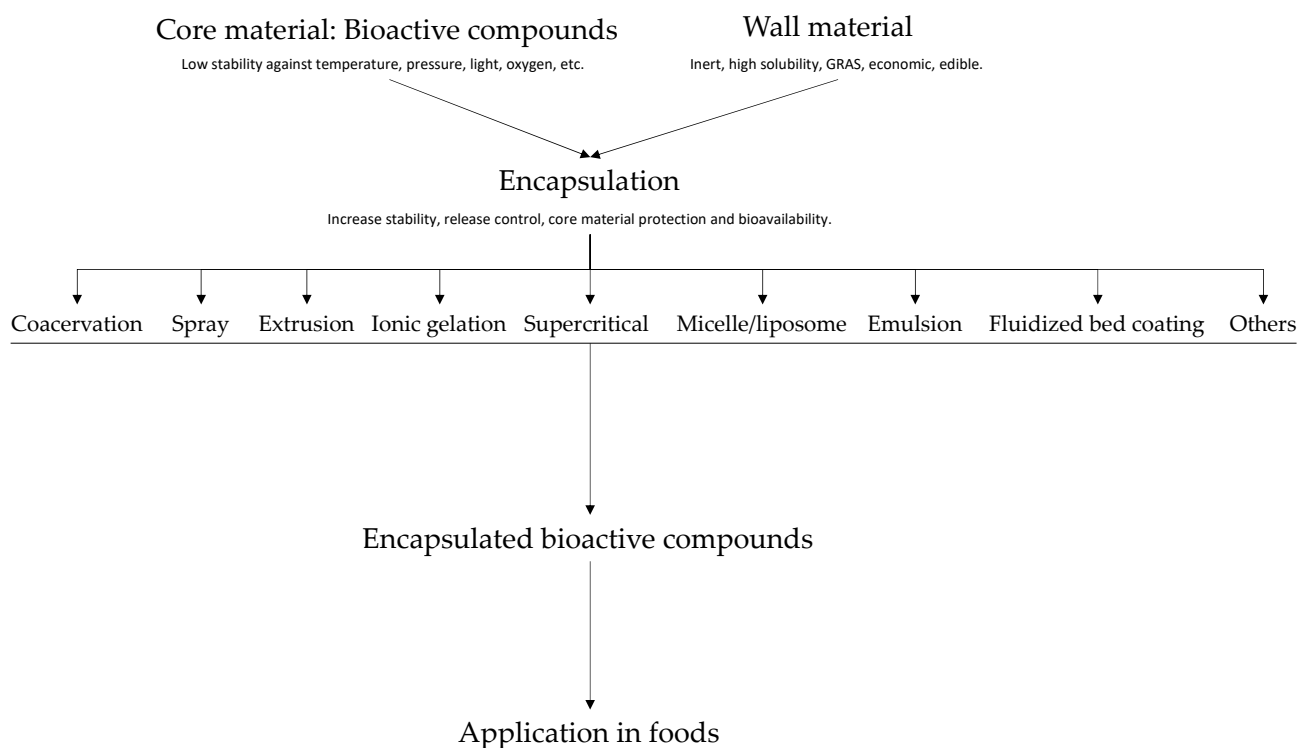 Core material: Bioactive compounds
Low stability against temperature, pressure, light, oxygen, etc.
Wall material
Inert, high solubility, GRAS, economic, edible.
Encapsulation
Increase stability, release control, core material protection and bioavailability.
Coacervation
Spray
Extrusion
Ionic gelation
Supercritical
Micelle/liposome
Emulsion
Fluidized bed coating
Others
Encapsulated bioactive compounds
Application in foods